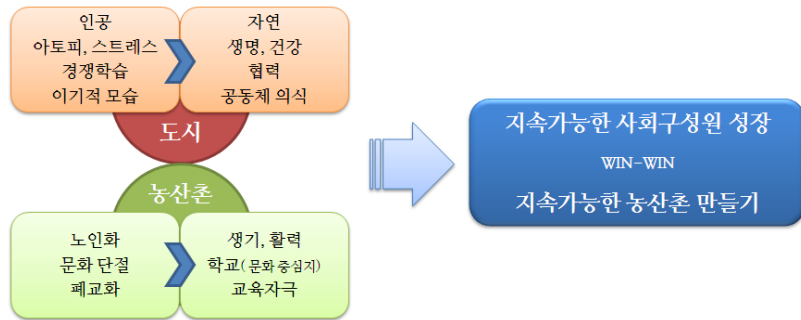 인공
아토피, 스트레스
경쟁학습
이기적 모습
자연
생명, 건강
협력
공동체 의식
도시
농산촌
노인화
문화 단절
폐교화
생기, 활력
학교( 문화 중심지)
교육자극
지속가능한 사회구성원 성장
WIN-WIN
지속가능한 농산촌 만들기